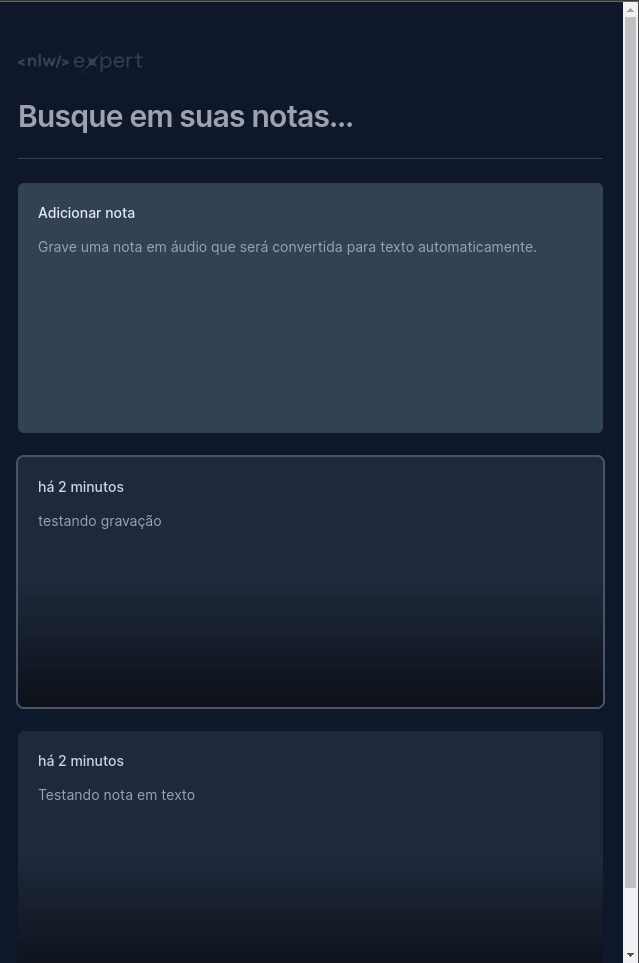 <nlw/> expert
Busque em suas notas...
Adicionar nota
Grave uma nota em áudio que será convertida para texto automaticamente.
há 2 minutos
testando gravação
há 2 minutos
Testando nota em texto